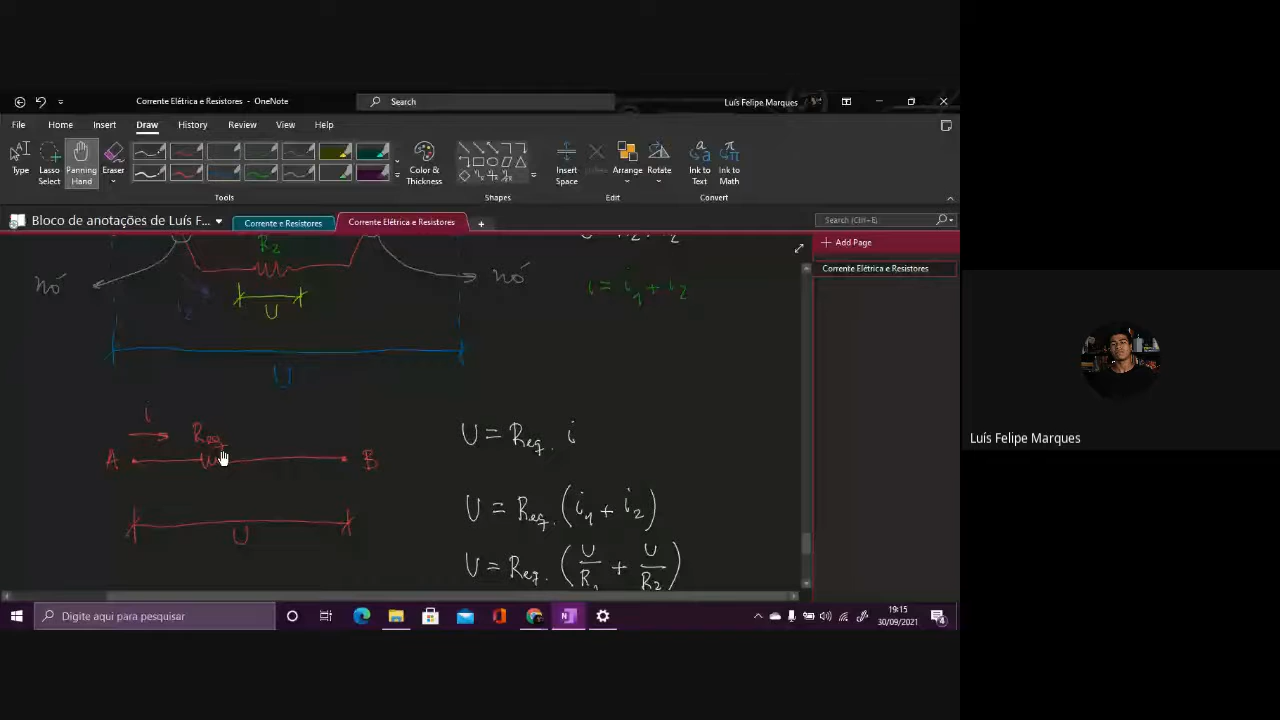 Corrente Elétrica e Resistores - OneNote
Search
Luís Felipe Marques
File Home Insert Draw History Review View Help
Type
Lasso Select
Panning Hand
Eraser
Color & Thickness
Insert Space
Arrange
Rotate
Ink to Text
Ink to Math
Tools
Shapes
Edit
Convert
Bloco de anotações de Luís F...
Corrente e Resistores
Corrente Elétrica e Resistores
Search (Ctrl+E)
Add Page
Corrente Elétrica e Resistores
R2
nó
nó
i2
U
i = i1 + i2
U
i
Req
A
B
U
U = Req. i
U = Req. (i1 + i2)
U = Req. (U/R1 + U/R2)
Luís Felipe Marques
Digite aqui para pesquisar
19:15
30/09/2021
4